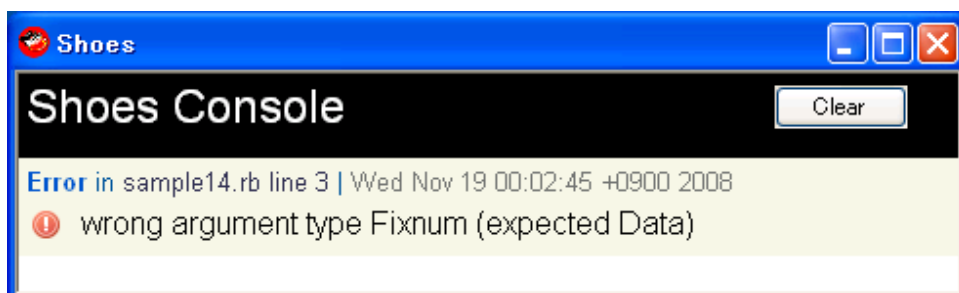 Shoes
Shoes Console
Clear
Error in sample14.rb line 3 | Wed Nov 19 00:02:45 +0900 2008
wrong argument type Fixnum (expected Data)